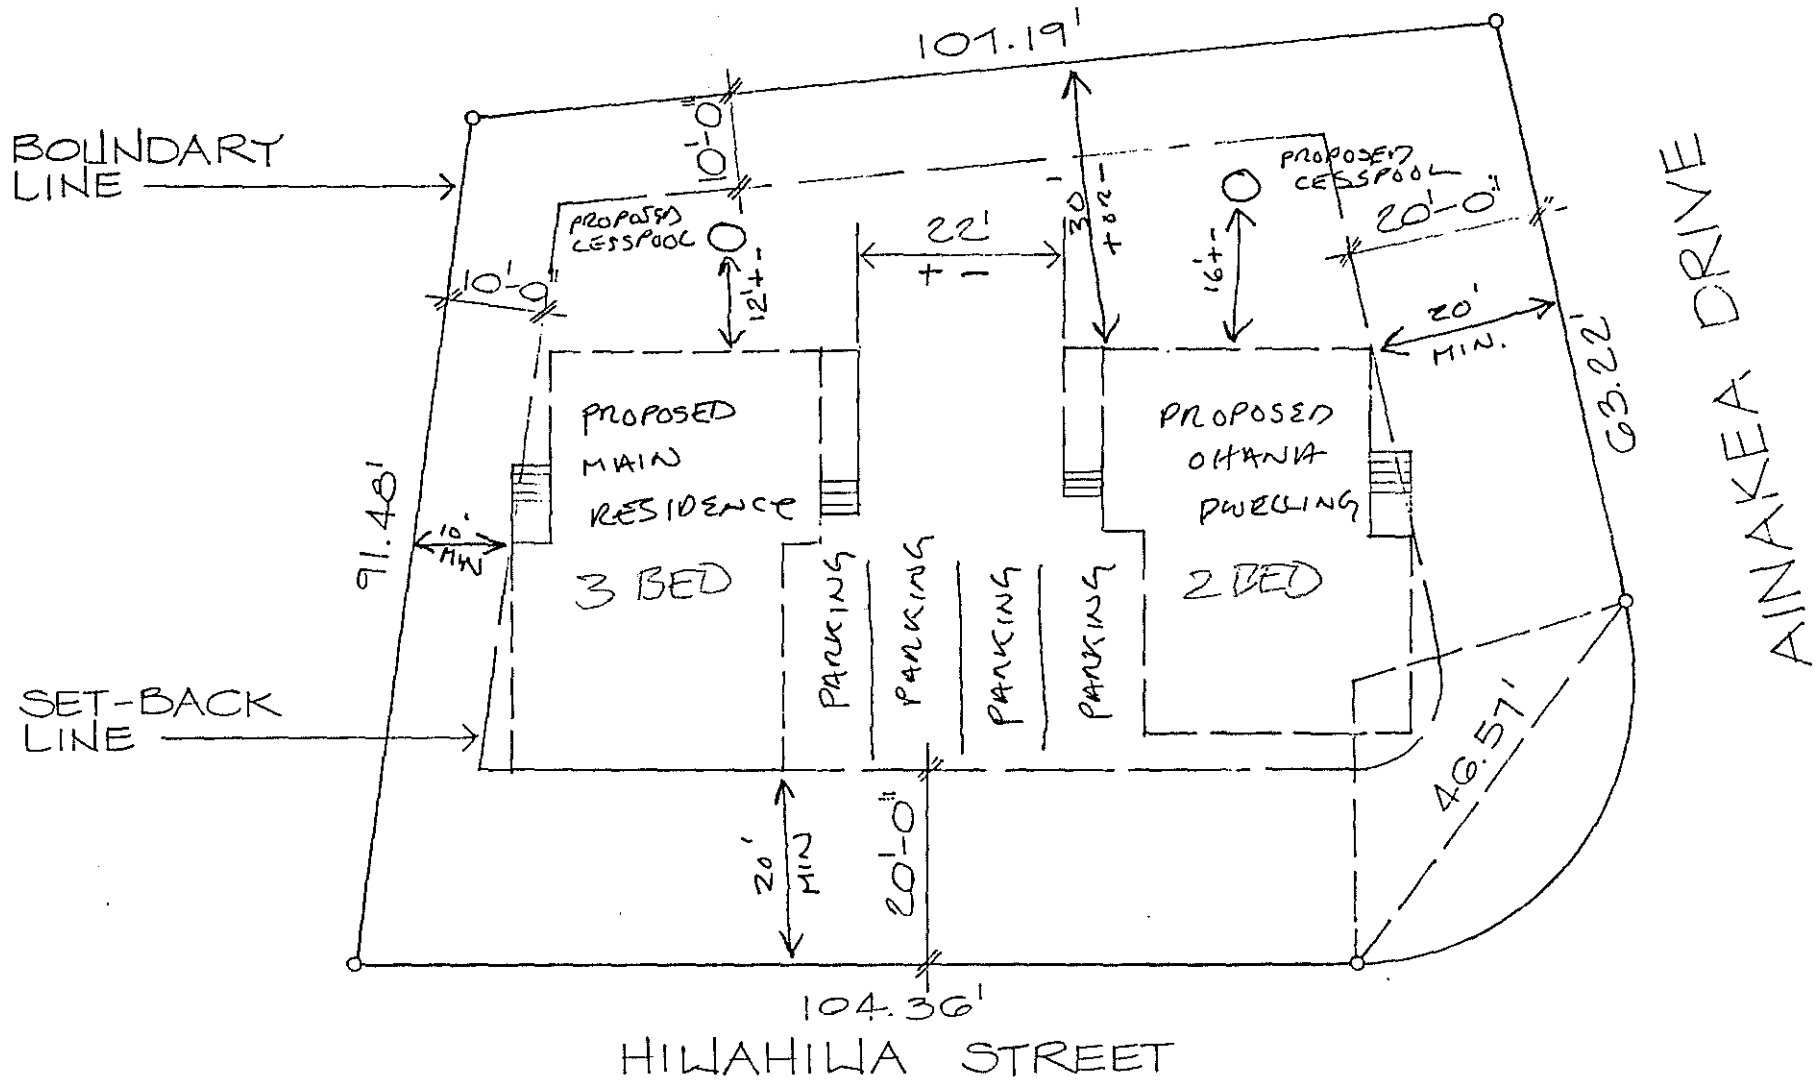 107.19'
BOUNDARY
LINE
10'-0"
PROPOSED
CESSPOOL
10'-0"
12'+-
22'
+ -
30'
+ OR -
16'+-
PROPOSED
CESSPOOL
20'-0"
20'
MIN.
63.22'
AINAKEA DRIVE
PROPOSED
MAIN
RESIDENCE
3 BED
PROPOSED
OHANA
DWELLING
2 BED
91.48'
10'
MIN
PARKING
PARKING
PARKING
PARKING
SET-BACK
LINE
46.57'
20'
MIN
20'-0"
104.36'
HIWAHIWA STREET